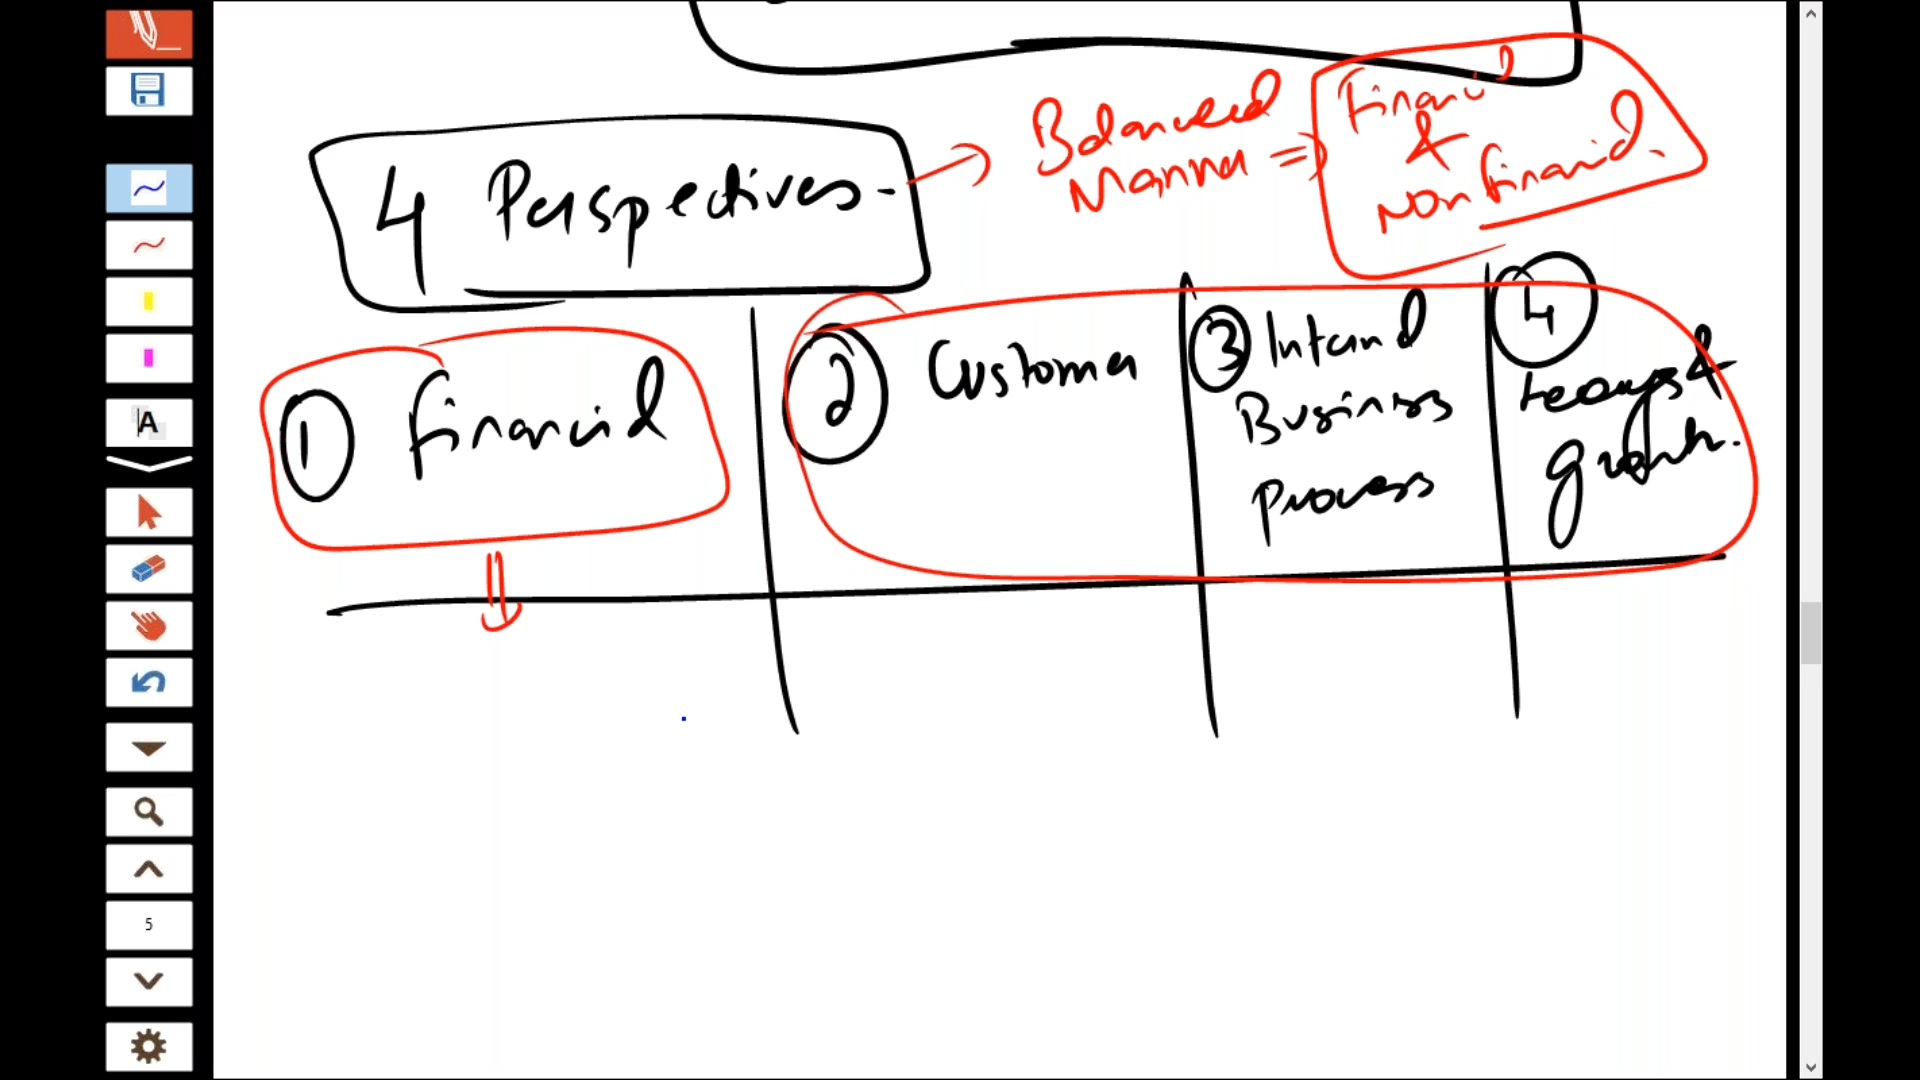 4 Perspectives -
Balanced
Manner =>
Financial
&
Non financial.
1 financial
2 Customer
3 Internal
Business
Process
4
Learning &
growth.
A
5